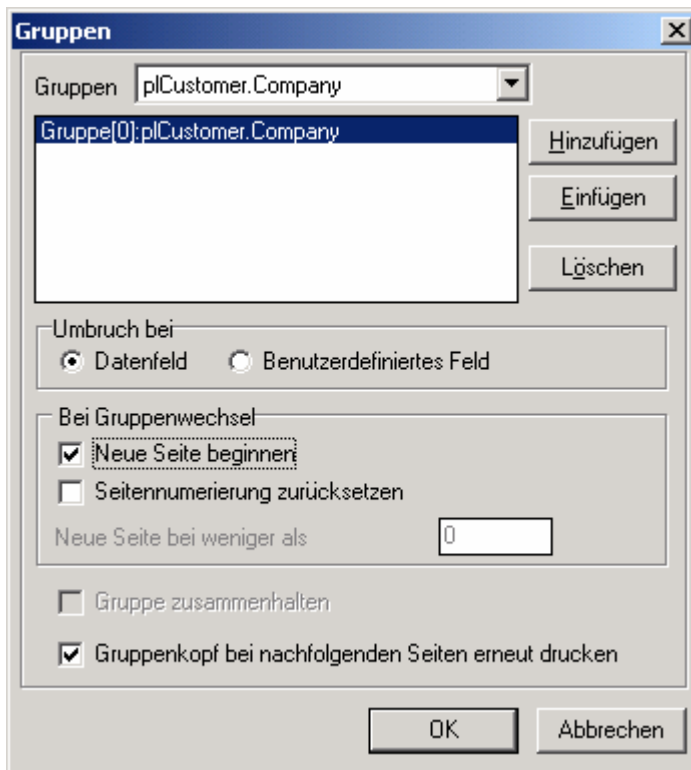 Gruppen
Gruppen plCustomer.Company
Gruppe[0]:plCustomer.Company
Hinzufügen
Einfügen
Löschen
Umbruch bei
Datenfeld Benutzerdefiniertes Feld
Bei Gruppenwechsel
Neue Seite beginnen
Seitennumerierung zurücksetzen
Neue Seite bei weniger als 0
Gruppe zusammenhalten
Gruppenkopf bei nachfolgenden Seiten erneut drucken
OK Abbrechen